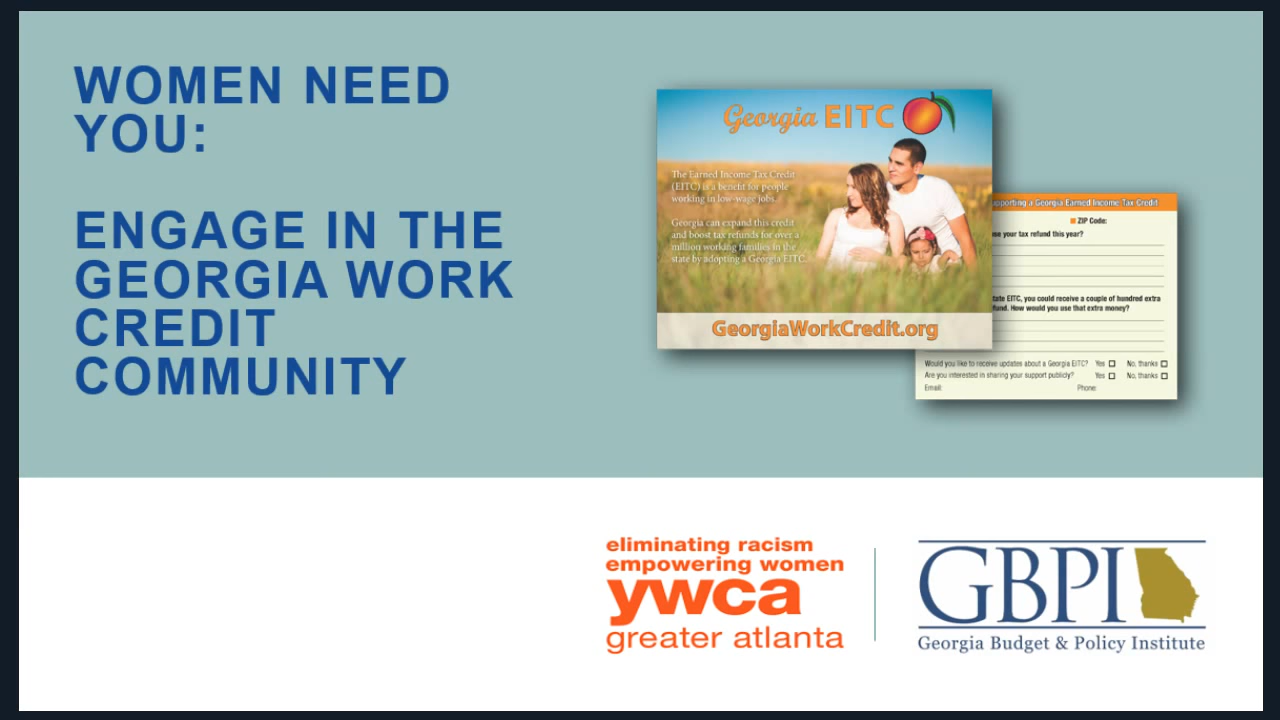 WOMEN NEED
YOU:
ENGAGE IN THE
GEORGIA WORK
CREDIT
COMMUNITY
Georgia EITC
The Earned Income Tax Credit
(EITC) is a benefit for people
working in low-wage jobs.
Georgia can expand this credit
and boost tax refunds for over a
million working families in the
state by adopting a Georgia EITC.
GeorgiaWorkCredit.org
a Georgia Earned Income Tax Credit
ZIP Code:
your tax refund this year?
EITC, you could receive a couple of hundred extra
How would you use that extra money?
Would you like to receive updates about a Georgia EITC? Yes No, thanks
Are you interested in sharing your support publicly? Yes No, thanks
Email: Phone:
eliminating racism
empowering women
ywca
greater atlanta
GBPI
Georgia Budget & Policy Institute